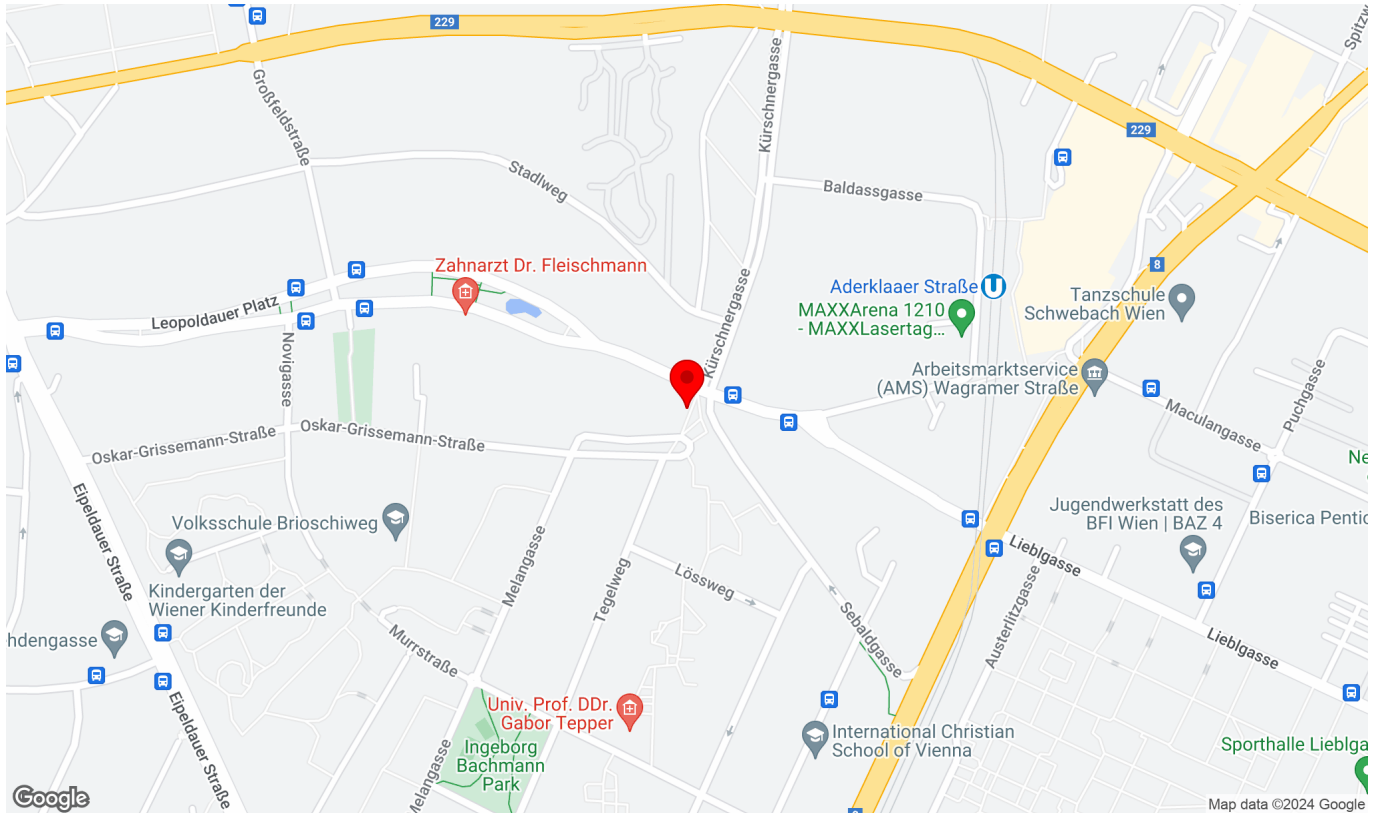 229
Großfeldstraße
Kürschnergasse
Spitzw
229
Stadlweg
Baldassgasse
Zahnarzt Dr. Fleischmann
8
Aderklaaer Straße
U
Tanzschule
Schwebach Wien
MAXXArena 1210
- MAXXLasertag...
Leopoldauer Platz
Kürschnergasse
Novigasse
Arbeitsmarktservice
(AMS) Wagramer Straße
Puchgasse
Maculangasse
Oskar-Grissemann-Straße
Oskar-Grissemann-Straße
Ne
Eipeldauer Straße
Volksschule Brioschiweg
Jugendwerkstatt des
BFI Wien | BAZ 4
Biserica Pentic
Melangasse
Lieblgasse
Kindergarten der
Wiener Kinderfreunde
Tegelweg
Lössweg
Sebaldgasse
Austerlitzgasse
hdengasse
Murrstraße
Lieblgasse
Eipeldauer Straße
Univ. Prof. DDr.
Gabor Tepper
International Christian
School of Vienna
Ingeborg
Bachmann
Park
Melangasse
Sporthalle Lieblga
Google
Map data ©2024 Google